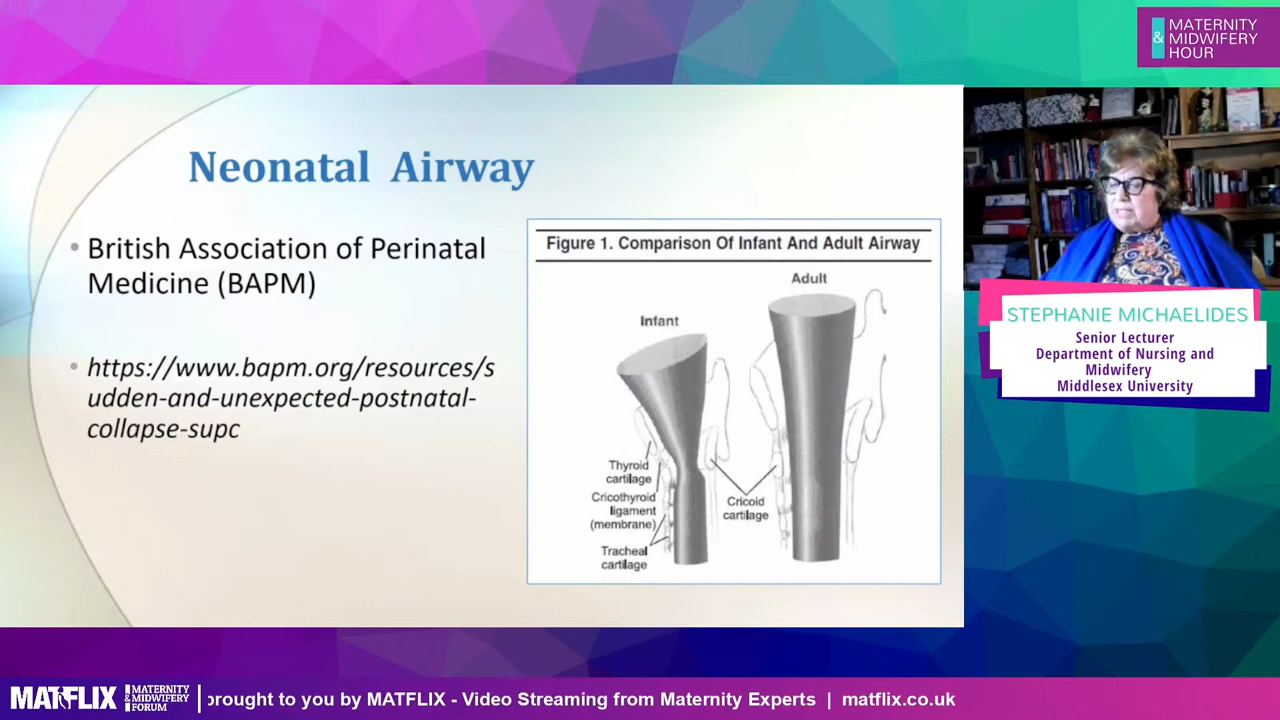 MATERNITY
& MIDWIFERY
HOUR
Neonatal Airway
• British Association of Perinatal
Medicine (BAPM)
• https://www.bapm.org/resources/s
udden-and-unexpected-postnatal-
collapse-supc
Figure 1. Comparison Of Infant And Adult Airway
Adult
Infant
Thyroid
cartilage
Cricothyroid
ligament
(membrane)
Tracheal
cartilage
Cricoid
cartilage
STEPHANIE MICHAELIDES
Senior Lecturer
Department of Nursing and
Midwifery
Middlesex University
MATFLIX
MATERNITY
& MIDWIFERY
FORUM
brought to you by MATFLIX - Video Streaming from Maternity Experts | matflix.co.uk